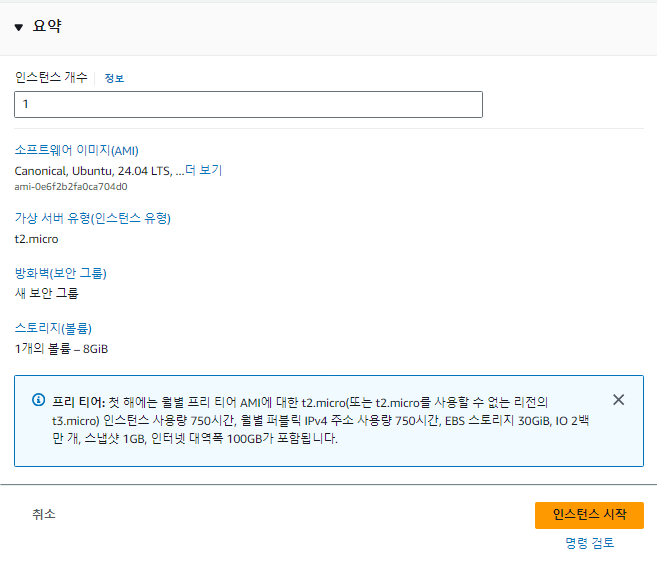 요약
인스턴스 개수 정보
1
소프트웨어 이미지(AMI)
Canonical, Ubuntu, 24.04 LTS, ...더 보기
ami-0e6f2b2fa0ca704d0
가상 서버 유형(인스턴스 유형)
t2.micro
방화벽(보안 그룹)
새 보안 그룹
스토리지(볼륨)
1개의 볼륨 – 8GiB
프리 티어: 첫 해에는 월별 프리 티어 AMI에 대한 t2.micro(또는 t2.micro를 사용할 수 없는 리전의
t3.micro) 인스턴스 사용량 750시간, 월별 퍼블릭 IPv4 주소 사용량 750시간, EBS 스토리지 30GiB, IO 2백
만 개, 스냅샷 1GB, 인터넷 대역폭 100GB가 포함됩니다.
취소
인스턴스 시작
명령 검토